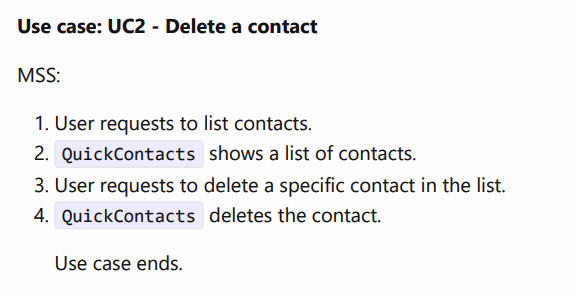 Use case: UC2 - Delete a contact
MSS:
1. User requests to list contacts.
2. QuickContacts shows a list of contacts.
3. User requests to delete a specific contact in the list.
4. QuickContacts deletes the contact.
Use case ends.